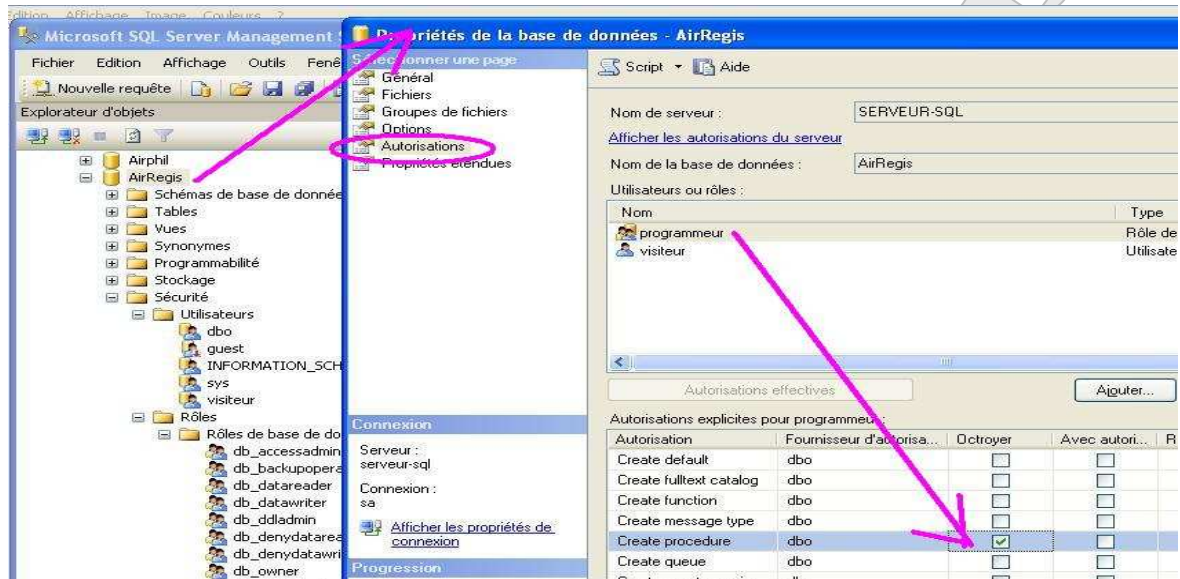 Edition Affichage Image Couleurs ?
Microsoft SQL Server Management
Fichier Edition Affichage Outils Fenê
Nouvelle requête
Explorateur d'objets
Airphil
AirRegis
Schémas de base de donnée
Tables
Vues
Synonymes
Programmabilité
Stockage
Sécurité
Utilisateurs
dbo
guest
INFORMATION_SCH
sys
visiteur
Rôles
Rôles de base de do
db_accessadmin
db_backupopera
db_datareader
db_datawriter
db_ddladmin
db_denydatarea
db_denydatawri
db_owner
Propriétés de la base de données - AirRegis
Sélectionner une page
Général
Fichiers
Groupes de fichiers
Options
Autorisations
Propriétés étendues
Connexion
Serveur :
serveur-sql
Connexion :
sa
Afficher les propriétés de
connexion
Progression
Script Aide
Nom de serveur : SERVEUR-SQL
Afficher les autorisations du serveur
Nom de la base de données : AirRegis
Utilisateurs ou rôles :
Nom Type
programmeur Rôle de
visiteur Utilisate
Autorisations effectives Ajouter...
Autorisations explicites pour programmeur :
Autorisation Fournisseur d'autorisa... Octroyer Avec autori... R
Create default dbo
Create fulltext catalog dbo
Create function dbo
Create message type dbo
Create procedure dbo
Create queue dbo